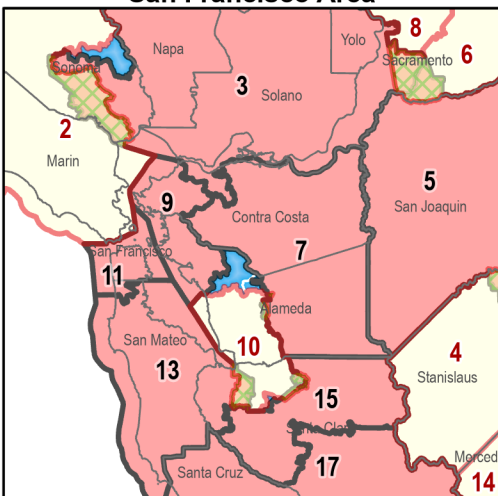 San Francisco Area
Napa
Yolo
8
Sonoma
Sacramento
6
3
Solano
2
Marin
5
San Joaquin
9
Contra Costa
7
San Francisco
11
Alameda
San Mateo
10
4
13
Stanislaus
15
Santa Clara
Merced
Santa Cruz
17
14